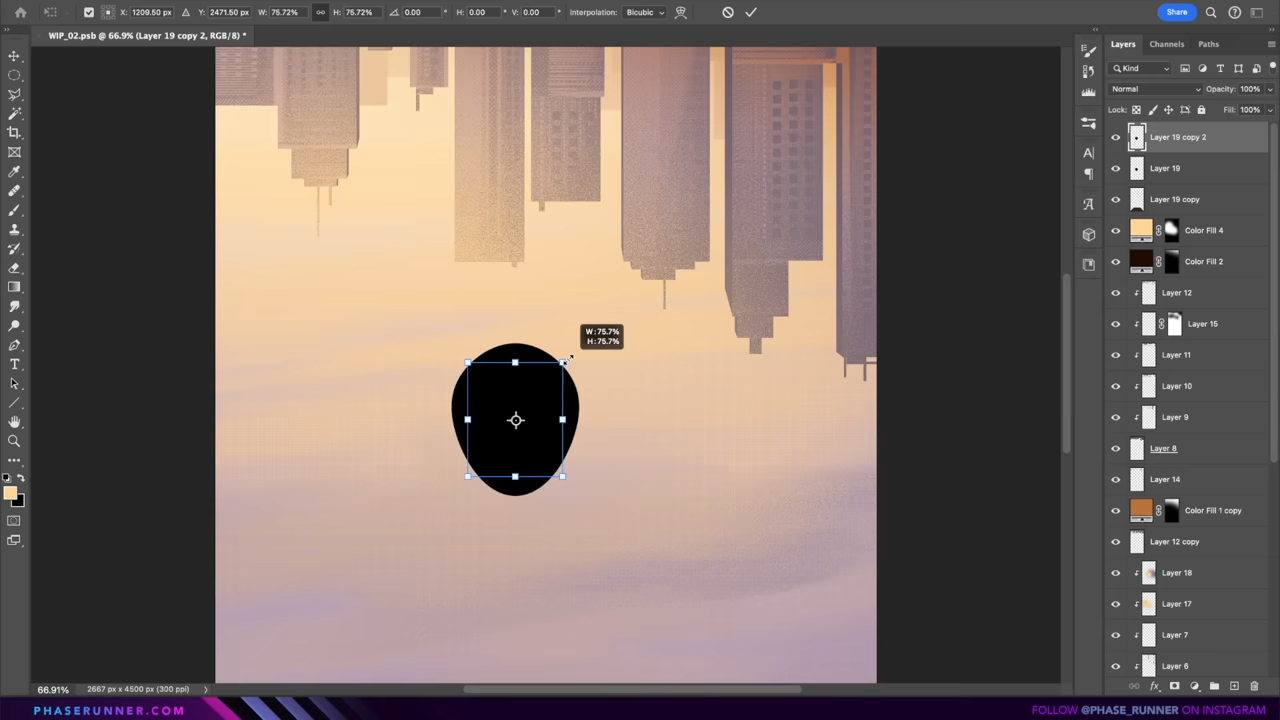 X: 1209.50 px Y: 2471.50 px W: 75.72% H: 75.72% 0.00 H: 0.00 V: 0.00 Interpolation: Bicubic Share
WIP_02.psb @ 66.9% (Layer 19 copy 2, RGB/8) *
Layers Channels Paths
Kind
Normal Opacity: 100%
Lock: Fill: 100%
Layer 19 copy 2
Layer 19
Layer 19 copy
Color Fill 4
Color Fill 2
Layer 12
Layer 15
W: 75.7%
H: 75.7%
Layer 11
Layer 10
Layer 9
Layer 8
Layer 14
Color Fill 1 copy
Layer 12 copy
Layer 18
Layer 17
Layer 7
Layer 6
66.91% 2667 px x 4500 px (300 ppi)
PHASERUNNER.COM
FOLLOW @PHASE_RUNNER ON INSTAGRAM